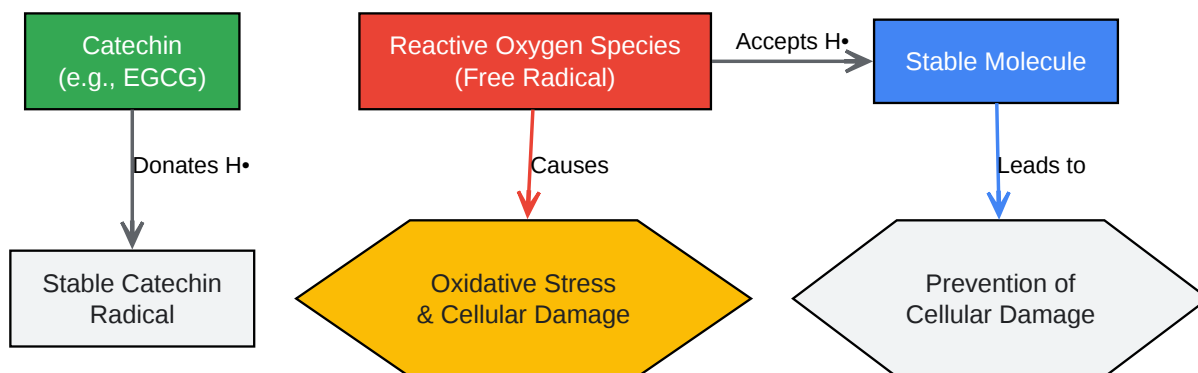 Catechin
(e.g., EGCG)
Reactive Oxygen Species
(Free Radical)
Accepts H•
Stable Molecule
Donates H•
Causes
Leads to
Stable Catechin
Radical
Oxidative Stress
& Cellular Damage
Prevention of
Cellular Damage